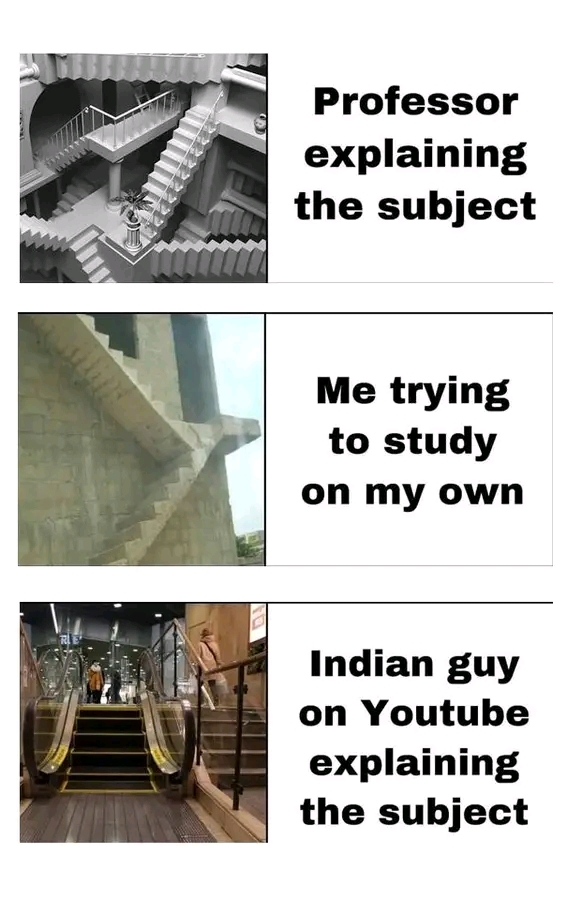 Professor
explaining
the subject
Me trying
to study
on my own
Indian guy
on Youtube
explaining
the subject